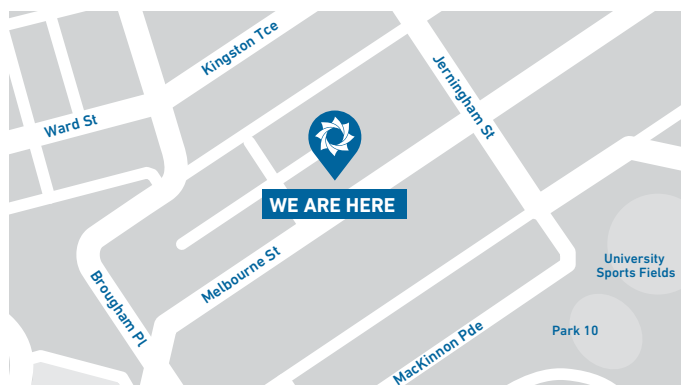 Kingston Tce
Jerningham St
Ward St
WE ARE HERE
Melbourne St
Brougham Pl
University
Sports Fields
Park 10
MacKinnon Pde